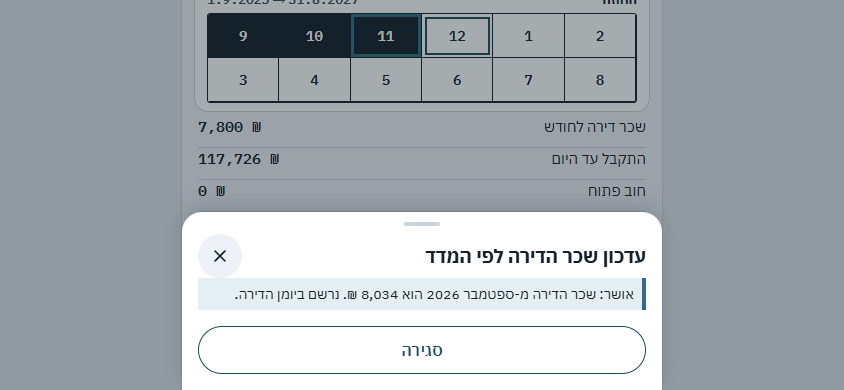 9 10 11 12 1 2
3 4 5 6 7 8
שכר דירה לחודש 7,800 ₪
התקבל עד היום 117,726 ₪
חוב פתוח 0 ₪
עדכון שכר הדירה לפי המדד
אושר: שכר הדירה מ-ספטמבר 2026 הוא 8,034 ₪. נרשם ביומן הדירה.
סגירה